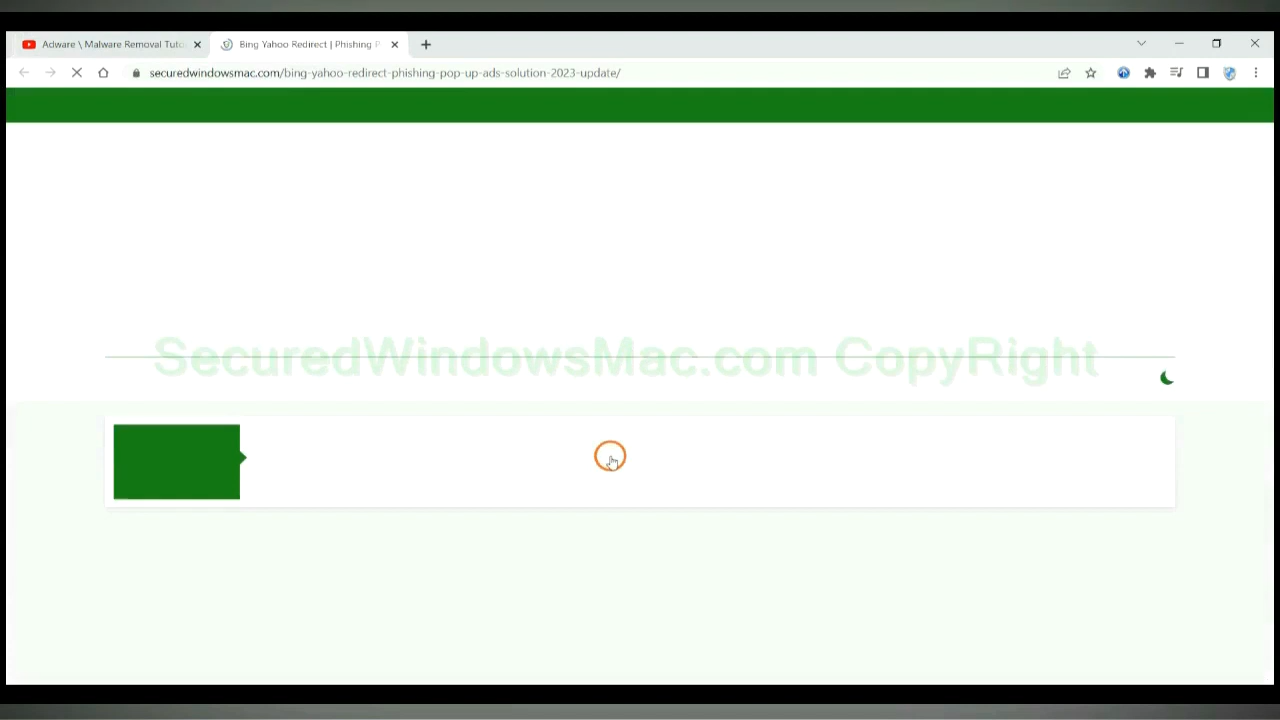 Adware \ Malware Removal Tuto
Bing Yahoo Redirect | Phishing P
securedwindowsmac.com/bing-yahoo-redirect-phishing-pop-up-ads-solution-2023-update/
SecuredWindowsMac.com CopyRight